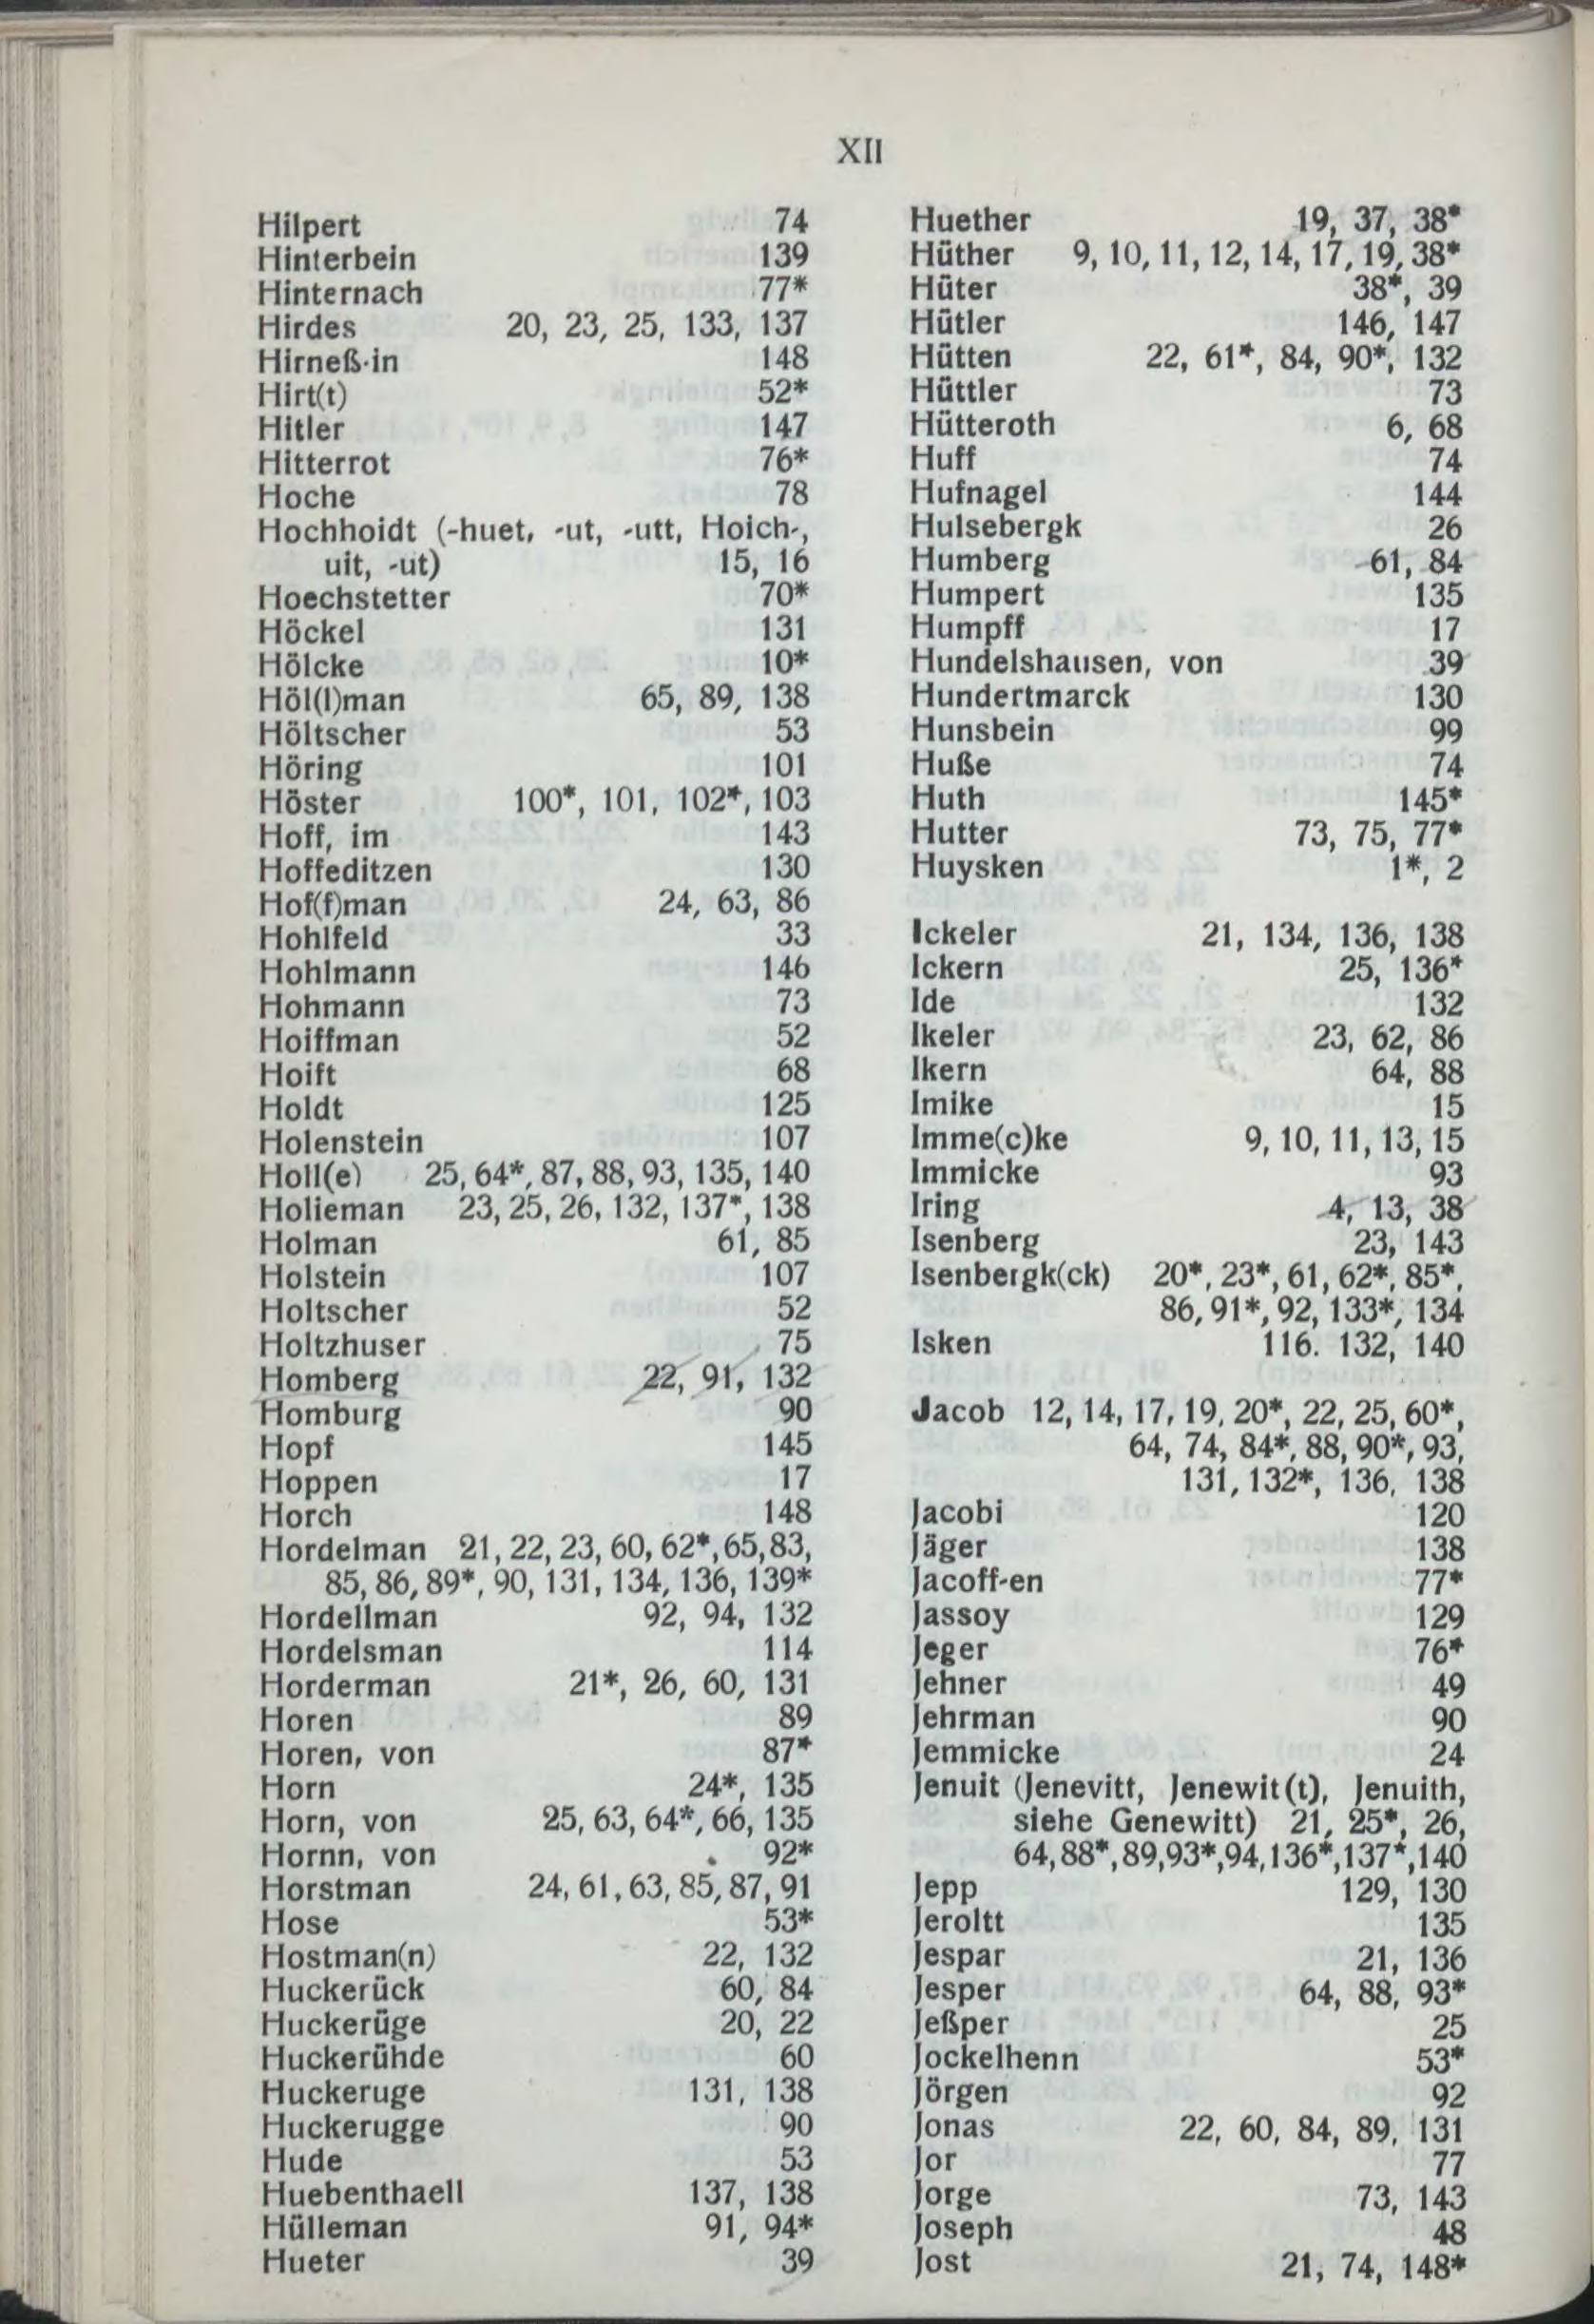 XII
Hilpert 74
Hinterbein 139
Hinternach 77*
Hirdes 20, 23, 25, 133, 137
Hirneß-in 148
Hirt(t) 52*
Hitler 147
Hitterrot 76*
Hoche 78
Hochhoidt (-huet, -ut, -utt, Hoich-,
uit, -ut) 15, 16
Hoechstetter 70*
Höckel 131
Hölcke 10*
Höl(l)man 65, 89, 138
Höltscher 53
Höring 101
Höster 100*, 101, 102*, 103
Hoff, im 143
Hoffeditzen 130
Hof(f)man 24, 63, 86
Hohlfeld 33
Hohlmann 146
Hohmann 73
Hoiffman 52
Hoift 68
Holdt 125
Holenstein 107
Holl(e) 25, 64*, 87, 88, 93, 135, 140
Holieman 23, 25, 26, 132, 137*, 138
Holman 61, 85
Holstein 107
Holtscher 52
Holtzhuser 75
Homberg 22, 91, 132
Homburg 90
Hopf 145
Hoppen 17
Horch 148
Hordelman 21, 22, 23, 60, 62*, 65, 83,
85, 86, 89*, 90, 131, 134, 136, 139*
Hordellman 92, 94, 132
Hordelsman 114
Horderman 21*, 26, 60, 131
Horen 89
Horen, von 87*
Horn 24*, 135
Horn, von 25, 63, 64*, 66, 135
Hornn, von 92*
Horstman 24, 61, 63, 85, 87, 91
Hose 53*
Hostman(n) 22, 132
Huckerück 60, 84
Huckerüge 20, 22
Huckerühde 60
Huckeruge 131, 138
Huckerugge 90
Hude 53
Huebenthaell 137, 138
Hülleman 91, 94*
Hueter 39
Huether 19, 37, 38*
Hüther 9, 10, 11, 12, 14, 17, 19, 38*
Hüter 38*, 39
Hütler 146, 147
Hütten 22, 61*, 84, 90*, 132
Hüttler 73
Hütteroth 6, 68
Huff 74
Hufnagel 144
Hulsebergk 26
Humberg 61, 84
Humpert 135
Humpff 17
Hundelshausen, von 39
Hundertmarck 130
Hunsbein 99
Huße 74
Huth 145*
Hutter 73, 75, 77*
Huysken 1*, 2
Ickeler 21, 134, 136, 138
Ickern 25, 136*
Ide 132
Ikeler 23, 62, 86
Ikern 64, 88
Imike 15
Imme(c)ke 9, 10, 11, 13, 15
Immicke 93
Iring 4, 13, 38
Isenberg 23, 143
Isenbergk(ck) 20*, 23*, 61, 62*, 85*,
86, 91*, 92, 133*, 134
Isken 116. 132, 140
Jacob 12, 14, 17, 19, 20*, 22, 25, 60*,
64, 74, 84*, 88, 90*, 93,
131, 132*, 136, 138
Jacobi 120
Jäger 138
Jacoff-en 77*
Jassoy 129
Jeger 76*
Jehner 49
Jehrman 90
Jemmicke 24
Jenuit (Jenevitt, Jenewit(t), Jenuith,
siehe Genewitt) 21, 25*, 26,
64, 88*, 89, 93*, 94, 136*, 137*, 140
Jepp 129, 130
Jeroltt 135
Jespar 21, 136
Jesper 64, 88, 93*
Jeßper 25
Jockelhenn 53*
Jörgen 92
Jonas 22, 60, 84, 89, 131
Jor 77
Jorge 73, 143
Joseph 48
Jost 21, 74, 148*